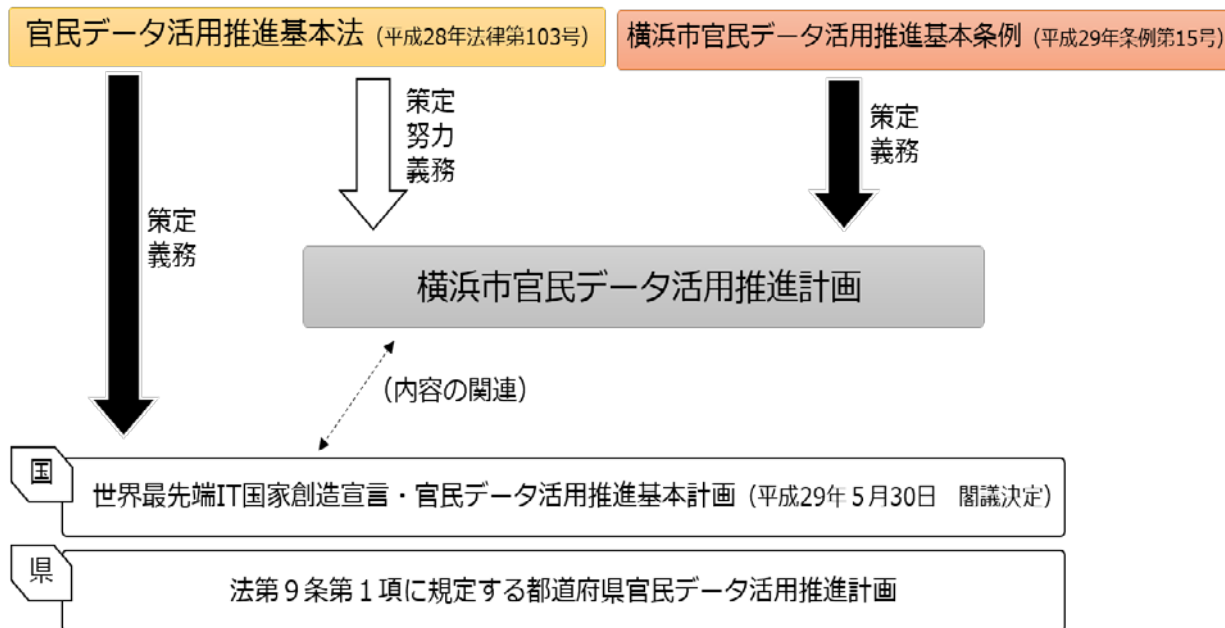 官民データ活用推進基本法 (平成28年法律第103号)
横浜市官民データ活用推進基本条例 (平成29年条例第15号)
策定
努力
義務
策定
義務
策定
義務
横浜市官民データ活用推進計画
(内容の関連)
国
世界最先端IT国家創造宣言・官民データ活用推進基本計画 (平成29年5月30日 閣議決定)
県
法第9条第1項に規定する都道府県官民データ活用推進計画